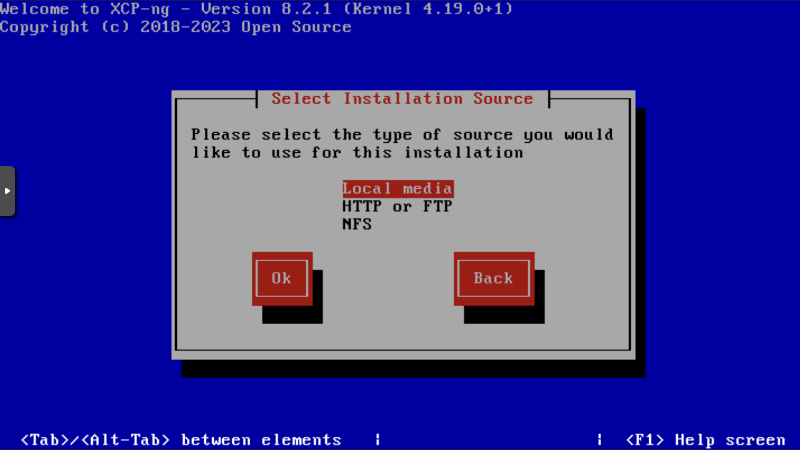 Welcome to XCP-ng - Version 8.2.1 (Kernel 4.19.0+1)
Copyright (c) 2018-2023 Open Source
Select Installation Source
Please select the type of source you would
like to use for this installation
Local media
HTTP or FTP
NFS
Ok
Back
<Tab>/<Alt-Tab> between elements | | <F1> Help screen